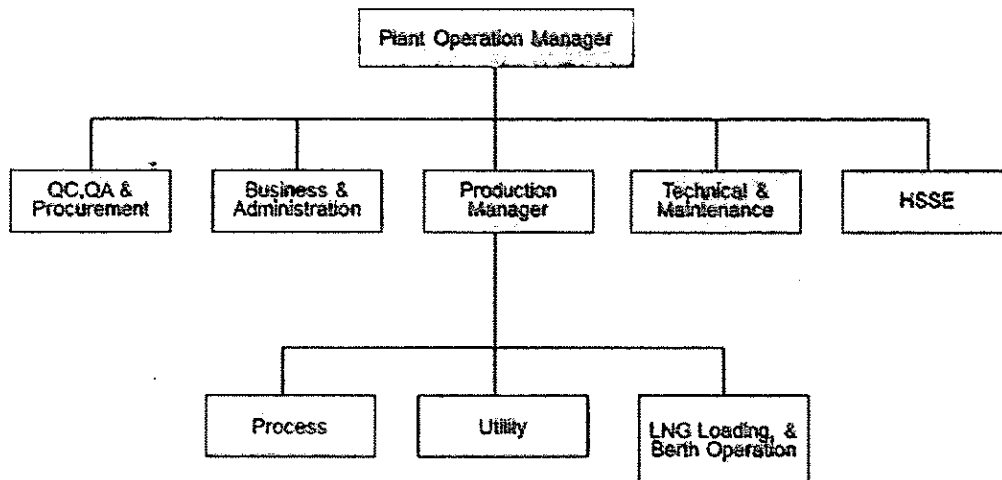 Plant Operation Manager
QC,QA &
Procurement
Business &
Administration
Production
Manager
Technical &
Maintenance
HSSE
Process
Utility
LNG Loading, &
Berth Operation